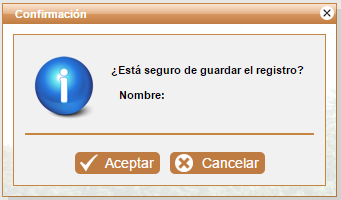 Confirmación
¿Está seguro de guardar el registro?
Nombre:
Aceptar
Cancelar